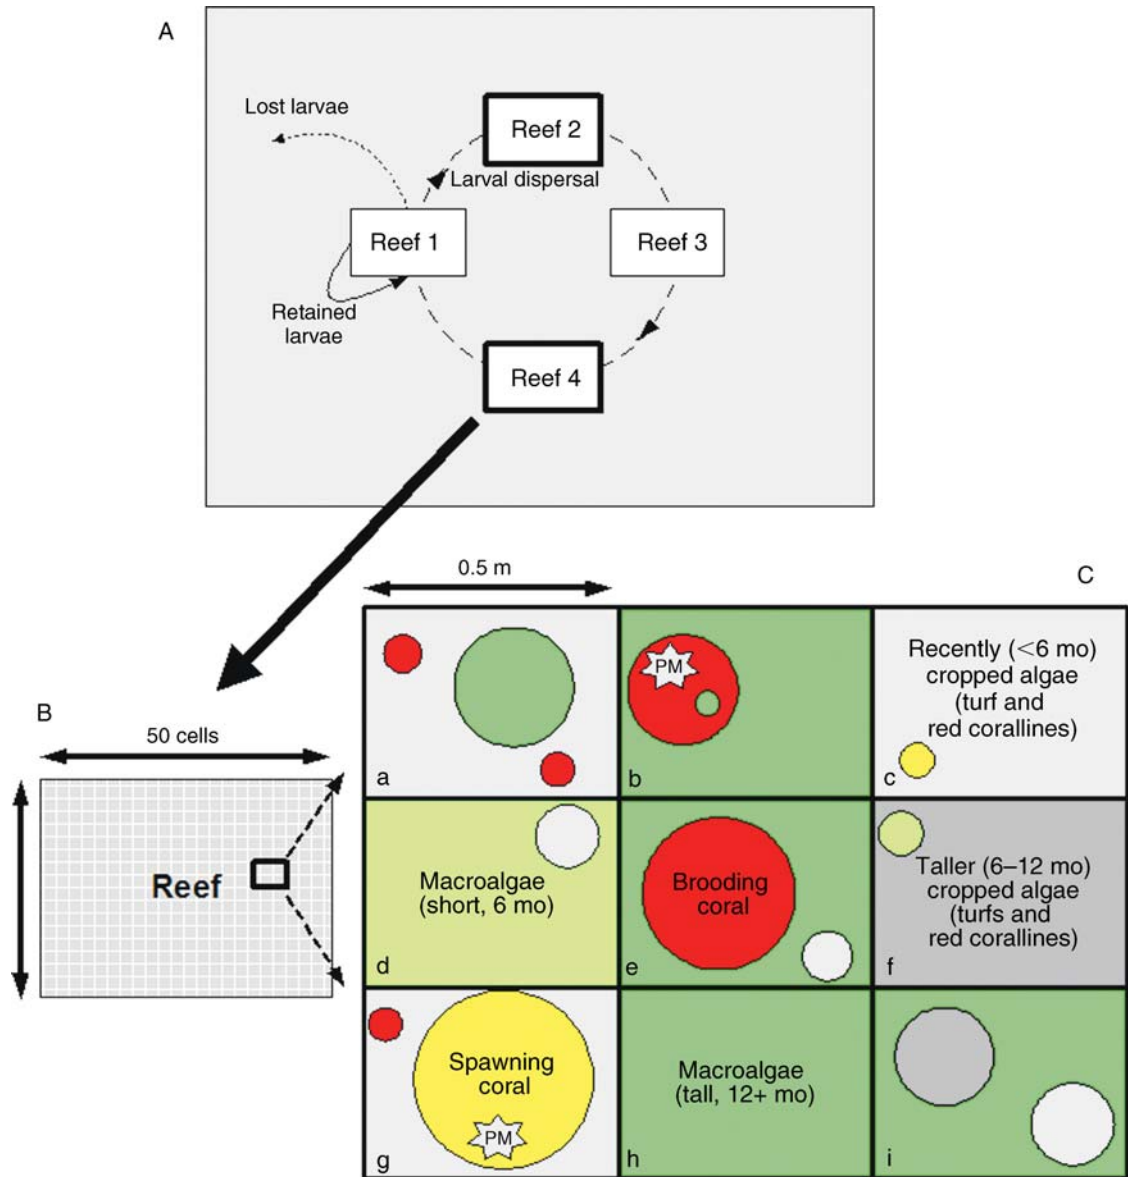 A
Lost larvae
Reef 2
Larval dispersal
Reef 1
Reef 3
Retained
larvae
Reef 4
B
50 cells
Reef
0.5 m
C
a
PM
b
Recently (<6 mo)
cropped algae
(turf and
red corallines)
c
Macroalgae
(short, 6 mo)
d
Brooding
coral
e
Taller (6–12 mo)
cropped algae
(turfs and
red corallines)
f
Spawning
coral
PM
g
Macroalgae
(tall, 12+ mo)
h
i